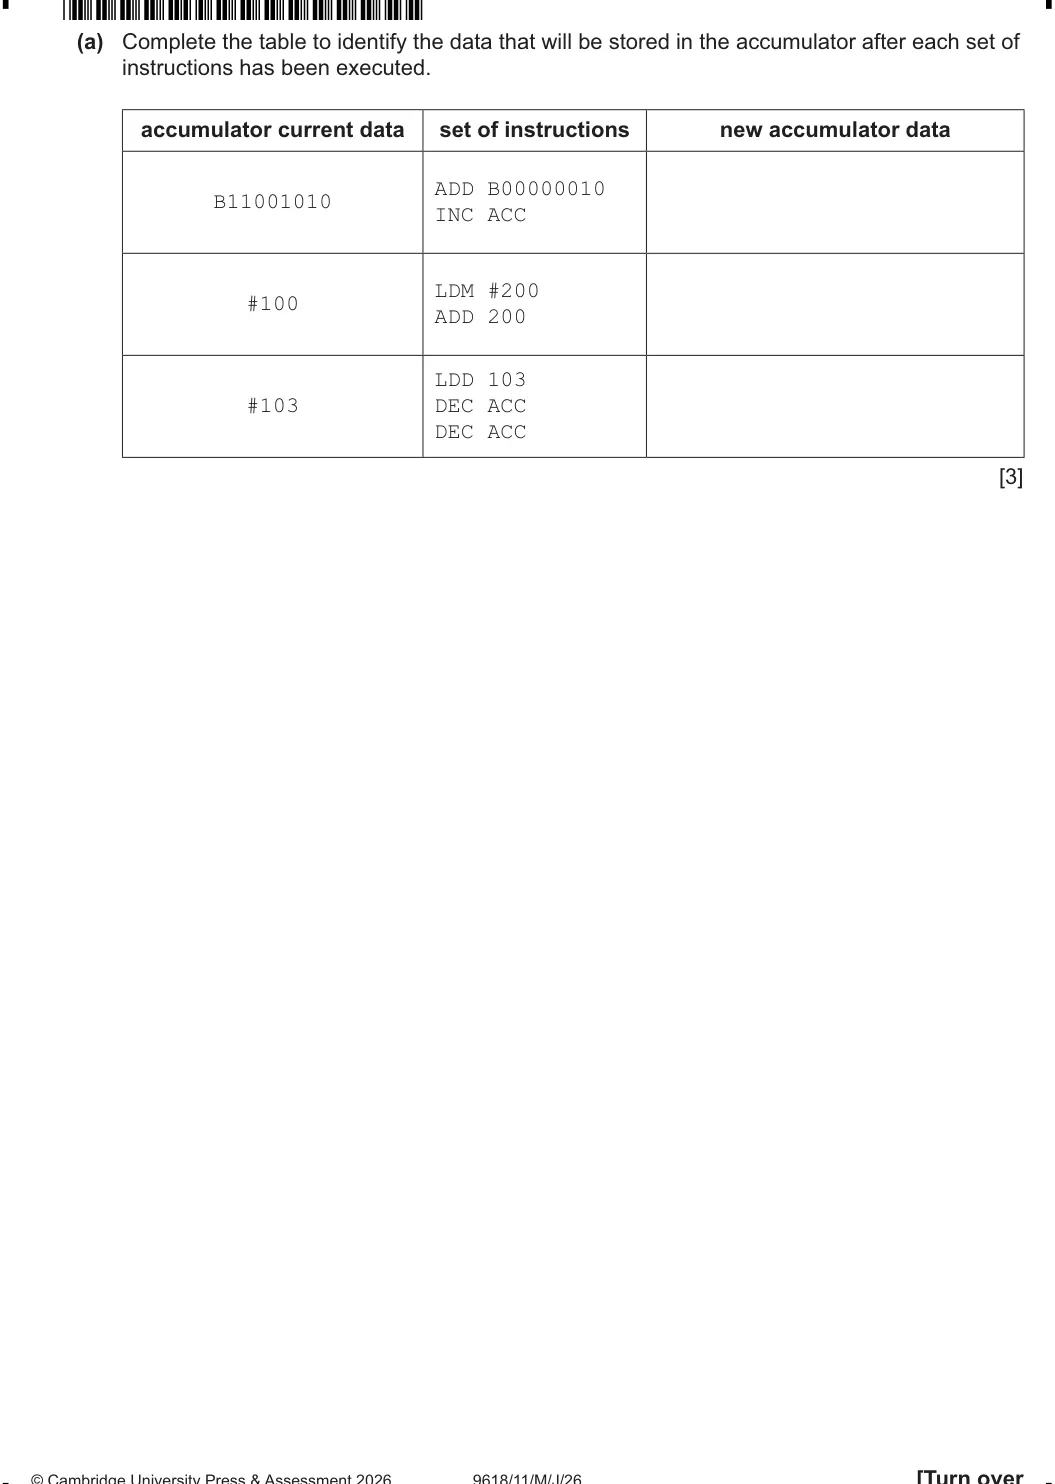 (a) Complete the table to identify the data that will be stored in the accumulator after each set of
instructions has been executed.
accumulator current data set of instructions new accumulator data
B11001010
ADD B00000010
INC ACC
#100
LDM #200
ADD 200
#103
LDD 103
DEC ACC
DEC ACC
[3]
© Cambridge University Press & Assessment 2026 9618/11/M/J/26 [Turn over